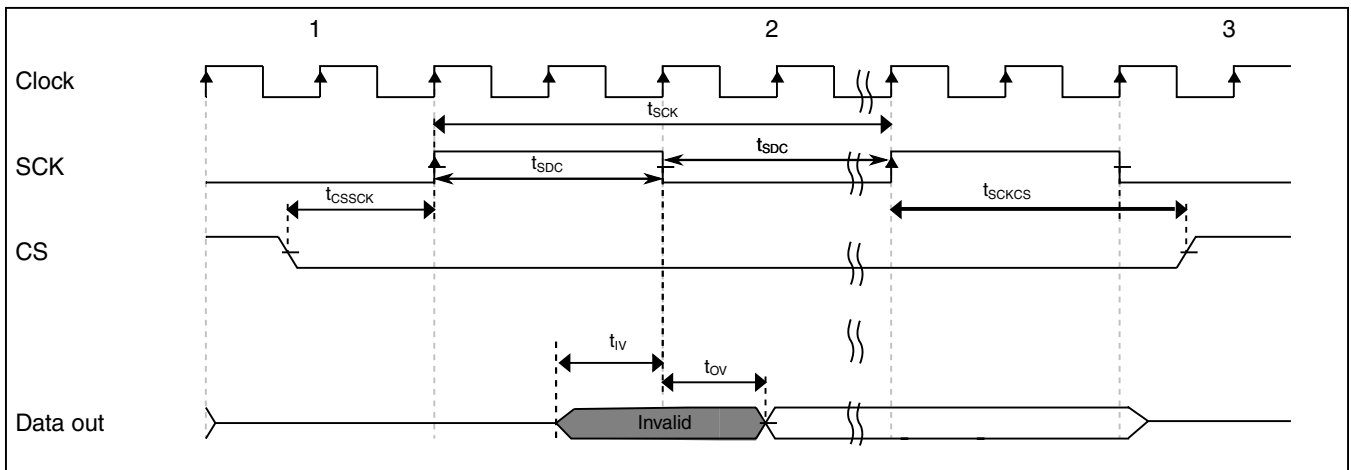 1 2 3
Clock
tSCK
SCK
tSDC
tSDC
tCSSCK
tSCKCS
CS
tIV
tOV
Data out
Invalid